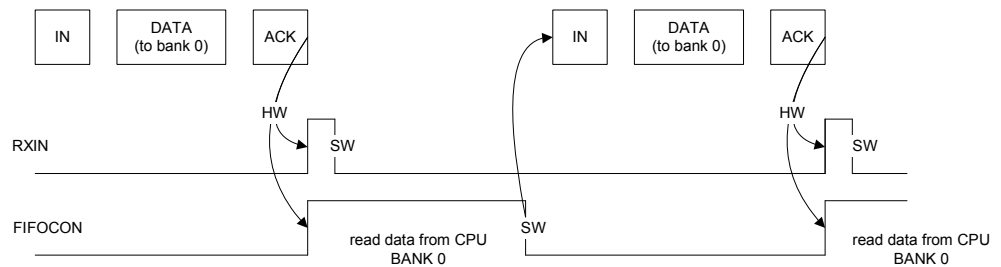 IN
DATA
(to bank 0)
ACK
IN
DATA
(to bank 0)
ACK
HW
HW
RXIN
SW
SW
FIFOCON
SW
read data from CPU
BANK 0
read data from CPU
BANK 0